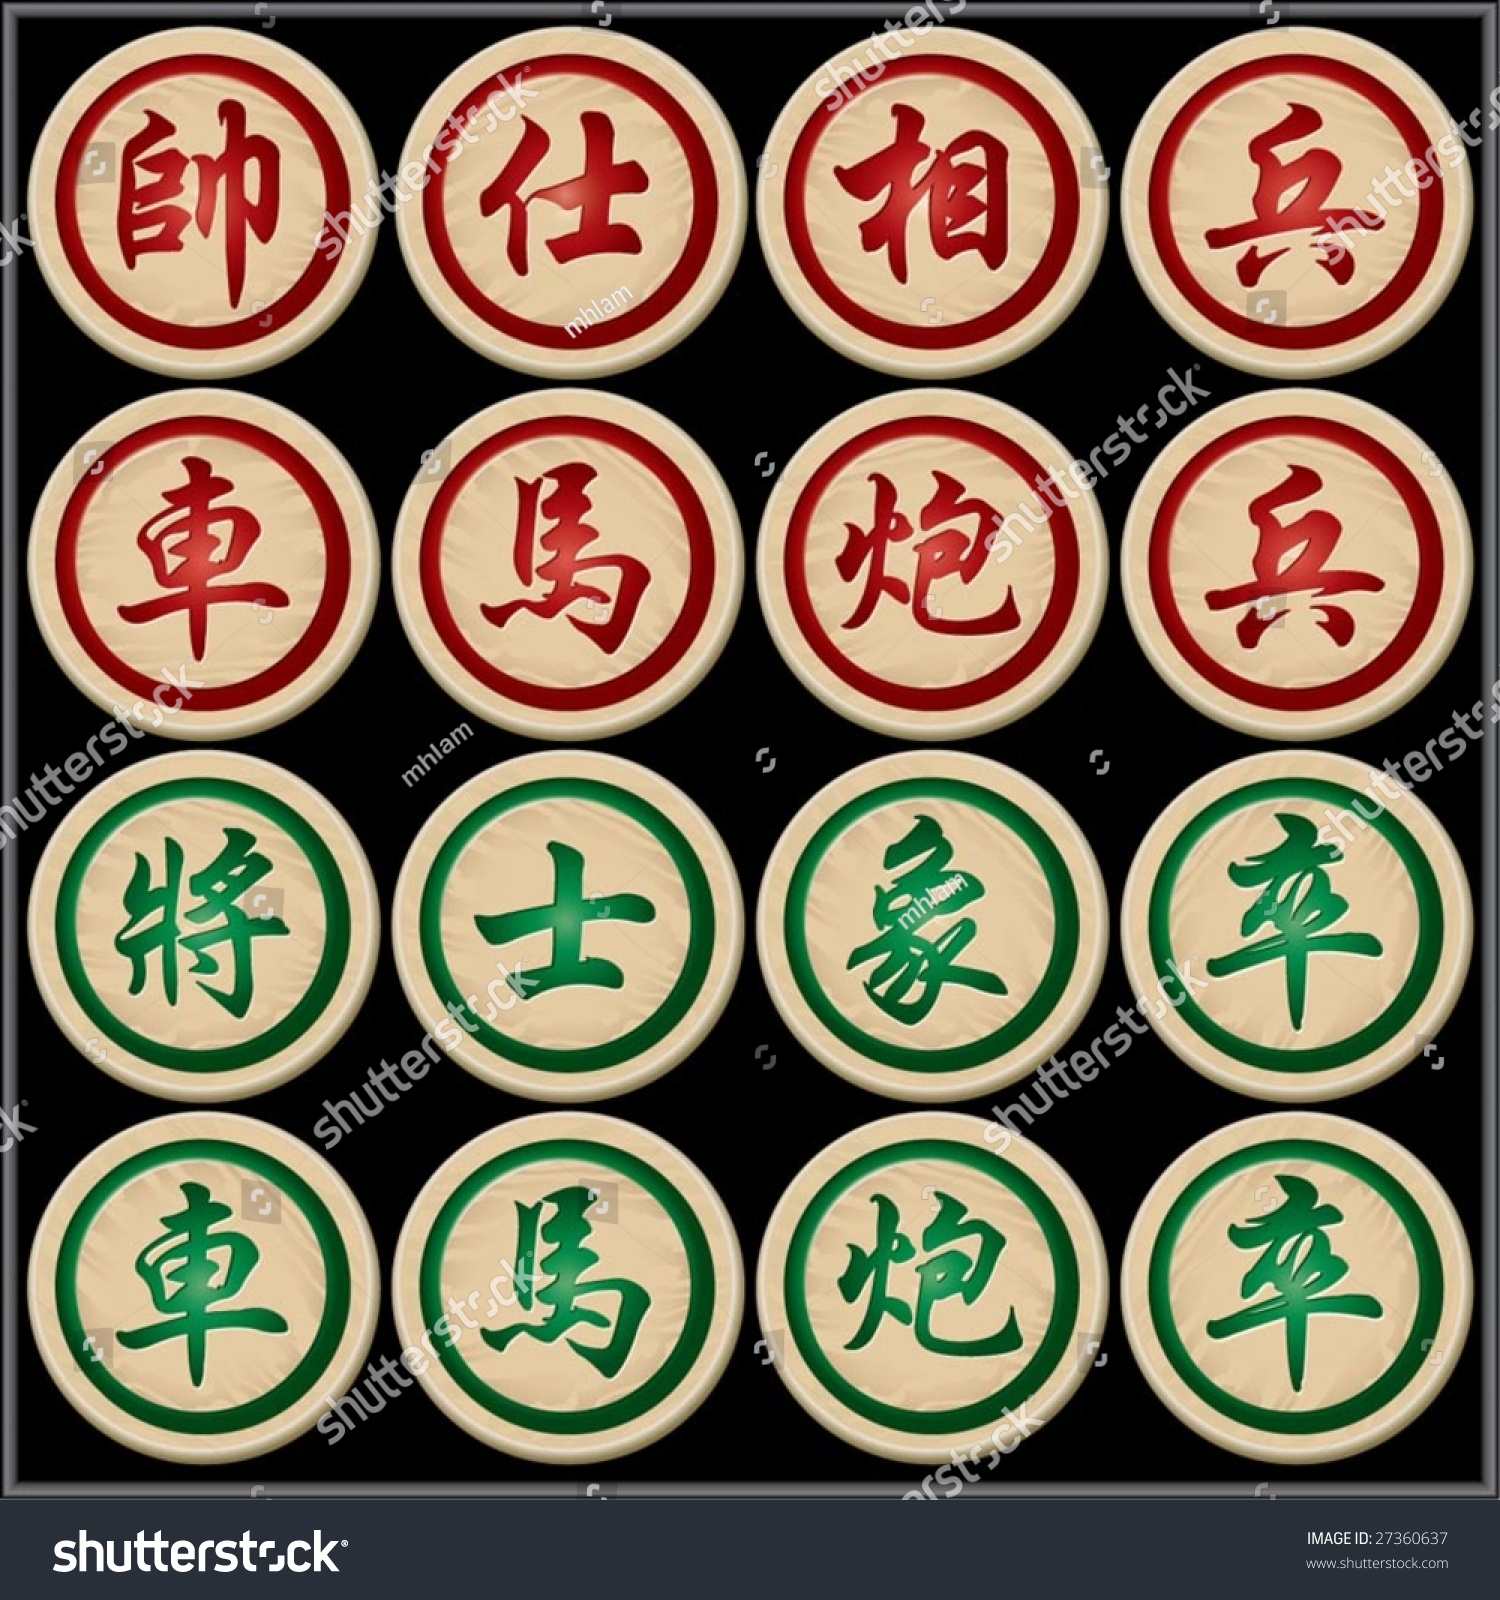 帥 仕 相 兵
車 馬 炮 兵
將 士 象 卒
車 馬 炮 卒
shutterstock
IMAGE ID: 27360637
www.shutterstock.com